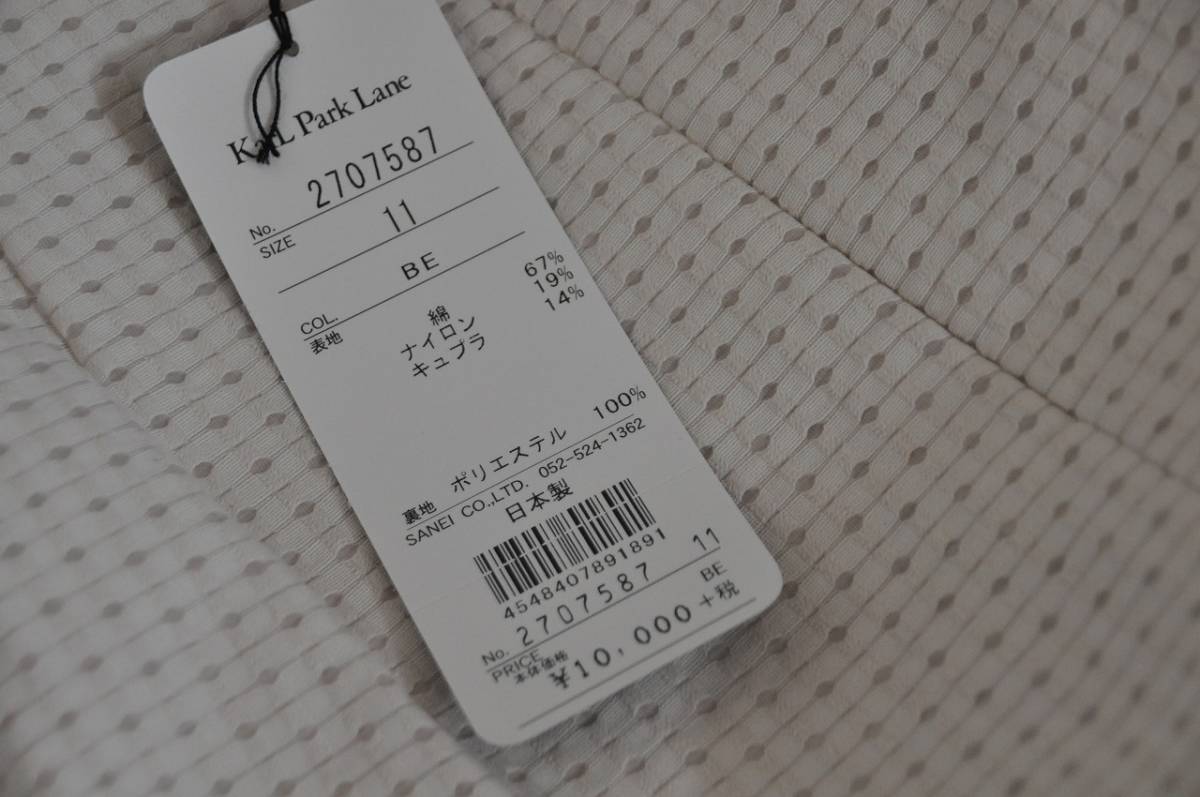 KarL Park Lane
No. 2707587
SIZE 11
COL. BE
表地 綿 67%
ナイロン 19%
キュプラ 14%
裏地 ポリエステル 100%
SANEI CO.,LTD. 052-524-1362
日本製
4548407891891
No. 2707587 11
PRICE BE
本体価格 ¥10,000 +税